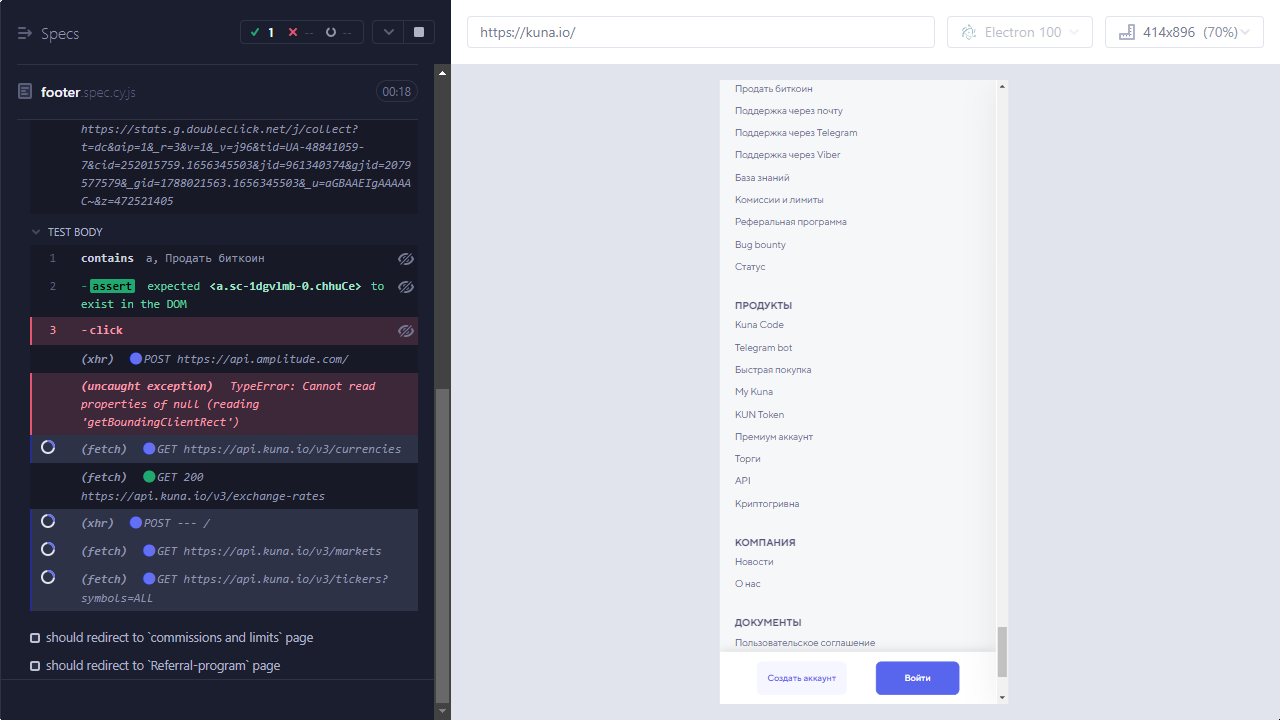 Specs
1
--
--
footer.spec.cy.js
00:18
https://stats.g.doubleclick.net/j/collect?
t=dc&aip=1&_r=3&v=1&_v=j96&tid=UA-48841059-
7&cid=212015759.1656345503&jid=961340374&gjid=2079
577579&_gid=1788021563.1656345503&_u=aGBAAEIgAAAAA
C~&z=472521405
TEST BODY
1 contains a, Продать биткоин
2 -assert expected <a.sc-1dgvlmb-0.chhuCe> to
exist in the DOM
3 -click
(xhr) POST https://api.amplitude.com/
(uncaught exception) TypeError: Cannot read
properties of null (reading
'getBoundingClientRect')
(fetch) GET https://api.kuna.io/v3/currencies
(fetch) GET 200
https://api.kuna.io/v3/exchange-rates
(xhr) POST --- /
(fetch) GET https://api.kuna.io/v3/markets
(fetch) GET https://api.kuna.io/v3/tickers?
symbols=ALL
should redirect to `commissions and limits` page
should redirect to `Referral-program` page
https://kuna.io/
Electron 100
414x896 (70%)
Продать биткоин
Поддержка через почту
Поддержка через Telegram
Поддержка через Viber
База знаний
Комиссии и лимиты
Реферальная программа
Bug bounty
Статус
ПРОДУКТЫ
Kuna Code
Telegram bot
Быстрая покупка
My Kuna
KUN Token
Премиум аккаунт
Торги
API
Криптогривна
КОМПАНИЯ
Новости
О нас
ДОКУМЕНТЫ
Пользовательское соглашение
Создать аккаунт
Войти